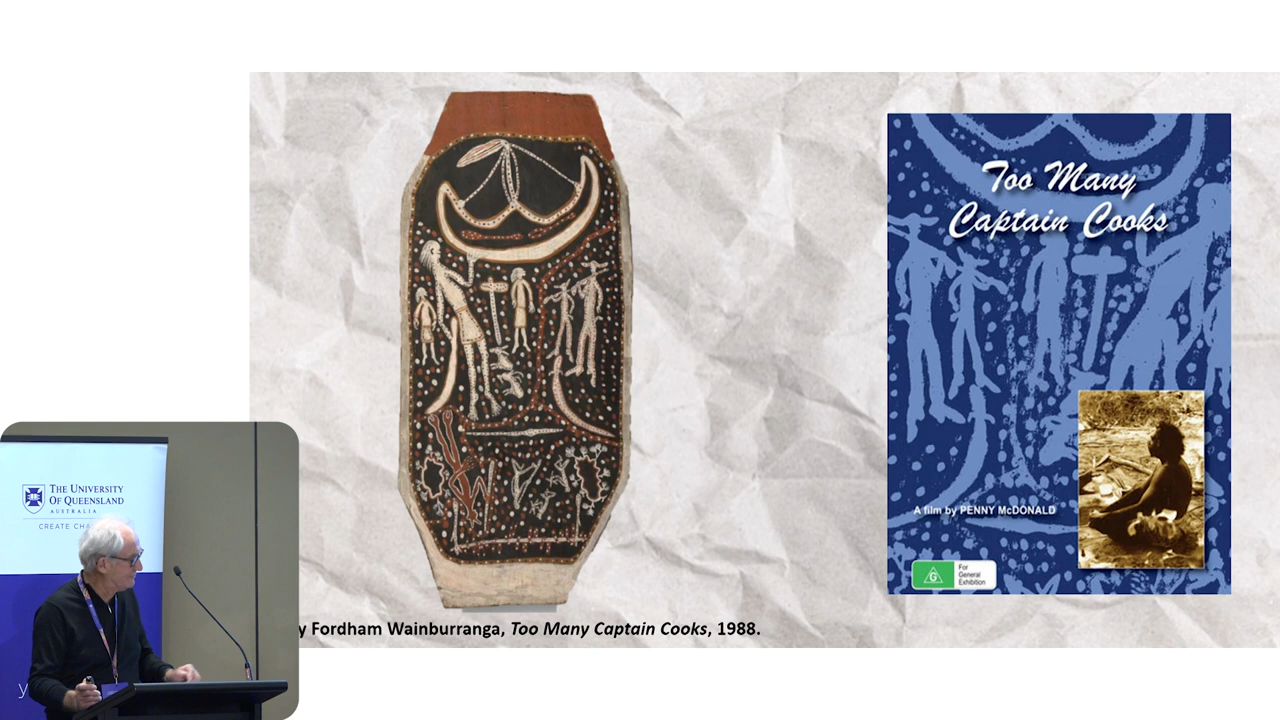 Too Many
Captain Cooks
A film by PENNY McDONALD
G
For
General
Exhibition
THE UNIVERSITY
OF QUEENSLAND
AUSTRALIA
CREATE
y Fordham Wainburranga, Too Many Captain Cooks, 1988.